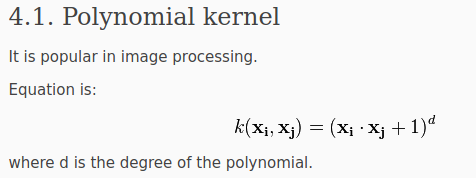 4.1. Polynomial kernel
It is popular in image processing.
Equation is:
k(xᵢ, xⱼ) = (xᵢ · xⱼ + 1)ᵈ
where d is the degree of the polynomial.